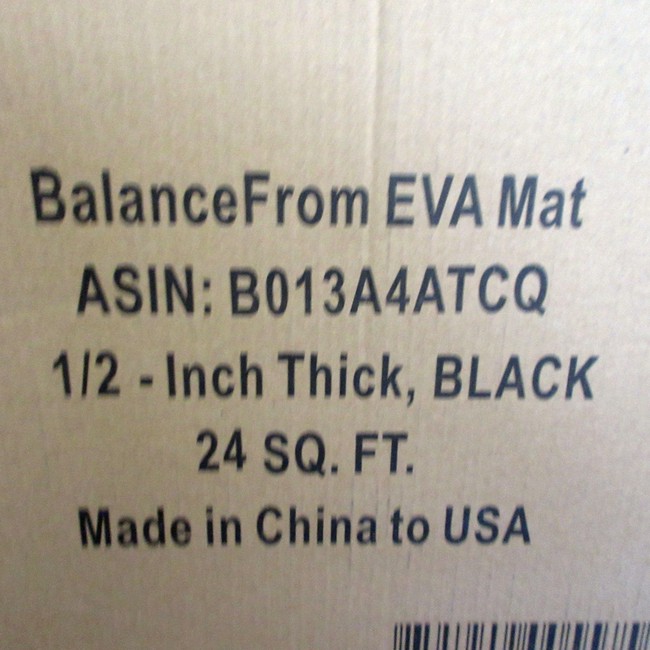 BalanceFrom EVA Mat
ASIN: B013A4ATCQ
1/2 - Inch Thick, BLACK
24 SQ. FT.
Made in China to USA